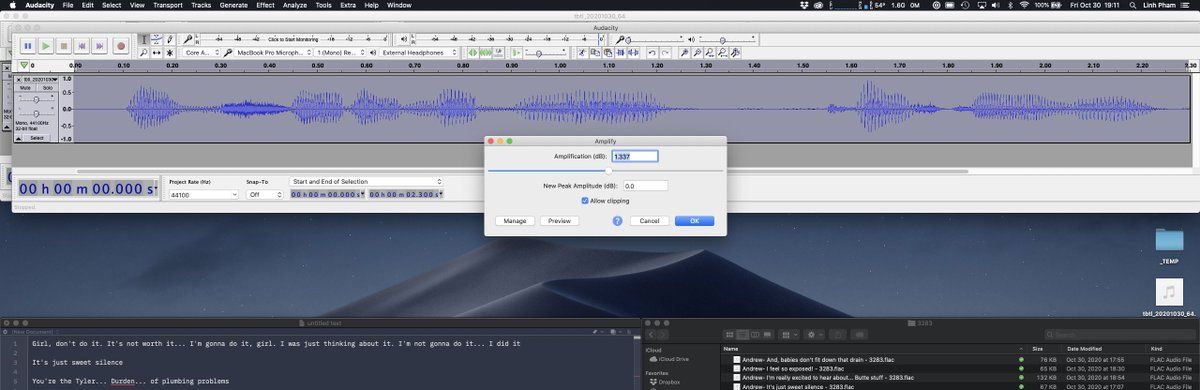 Audacity File Edit Select View Transport Tracks Generate Effect Analyze Tools Extra Help Window
54° 1.6G 0M 100% Fri Oct 30 19:11 Linh Pham
tbtl_20201030_64
Audacity
Click to Start Monitoring
Core A... MacBook Pro Microph... 1 (Mono) Re... External Headphones
0 0.00 0.10 0.20 0.30 0.40 0.50 0.60 0.70 0.80 0.90 1.00 1.10 1.20 1.30 1.40 1.50 1.60 1.70 1.80 1.90 2.00 2.10 2.20 2.30
tbtl_20201030 1.0
Mute Solo 0.5
0.0
Mono, 44100Hz
32-bit float -0.5
Select -1.0
Amplify
Amplification (dB): 1.337
New Peak Amplitude (dB): 0.0
Allow clipping
Manage Preview ? Cancel OK
00 h 00 m 00.000 s
Project Rate (Hz) Snap-To Start and End of Selection
44100 Off 00 h 00 m 00.000 s 00 h 00 m 02.300 s
Stopped.
_TEMP
tbtl_20201030_64.
untitled text
(New Document)
1 Girl, don't do it. It's not worth it... I'm gonna do it, girl. I was just thinking about it. I'm not gonna do it... I did it
2
3 It's just sweet silence
4
5 You're the Tyler... Durden... of plumbing problems
3283
Search
iCloud Name Size Date Modified Kind
iCloud Drive Andrew- And, babies don't fit down that drain - 3283.flac 76 KB Oct 30, 2020 at 17:55 FLAC Audio File
Favorites Andrew- I feel so exposed! - 3283.flac 65 KB Oct 30, 2020 at 18:30 FLAC Audio File
Dropbox Andrew- I'm really excited to hear about... Butte stuff - 3283.flac 132 KB Oct 30, 2020 at 18:54 FLAC Audio File
Andrew- It's just sweet silence - 3283.flac